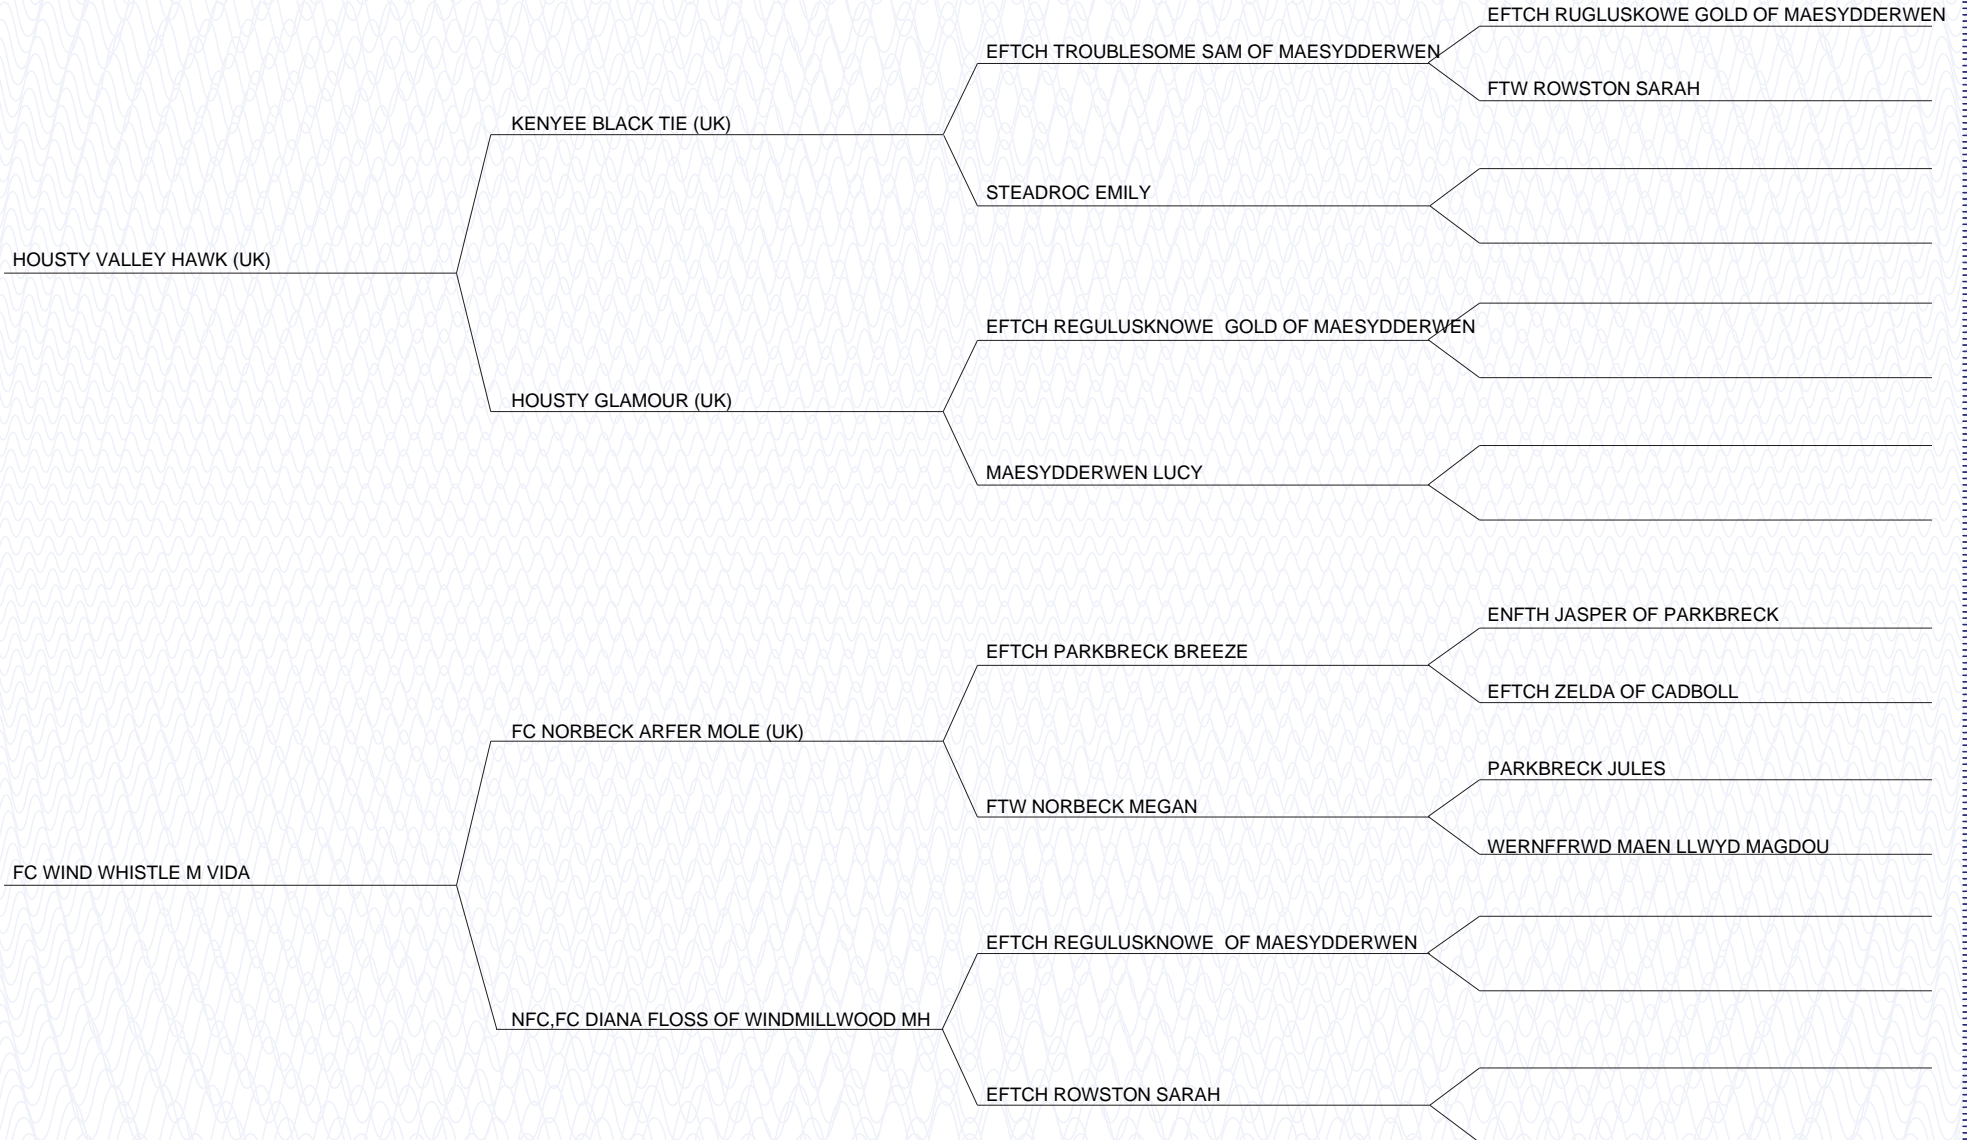 EFTCH RUGLUSKOWE GOLD OF MAESYDDERWEN
EFTCH TROUBLESOME SAM OF MAESYDDERWEN
FTW ROWSTON SARAH
KENYEE BLACK TIE (UK)
STEADROC EMILY
HOUSTY VALLEY HAWK (UK)
EFTCH REGULUSKNOWE  GOLD OF MAESYDDERWEN
HOUSTY GLAMOUR (UK)
MAESYDDERWEN LUCY
ENFTH JASPER OF PARKBRECK
EFTCH PARKBRECK BREEZE
EFTCH ZELDA OF CADBOLL
FC NORBECK ARFER MOLE (UK)
PARKBRECK JULES
FTW NORBECK MEGAN
WERNFFRWD MAEN LLWYD MAGDOU
FC WIND WHISTLE M VIDA
EFTCH REGULUSKNOWE  OF MAESYDDERWEN
NFC,FC DIANA FLOSS OF WINDMILLWOOD MH
EFTCH ROWSTON SARAH